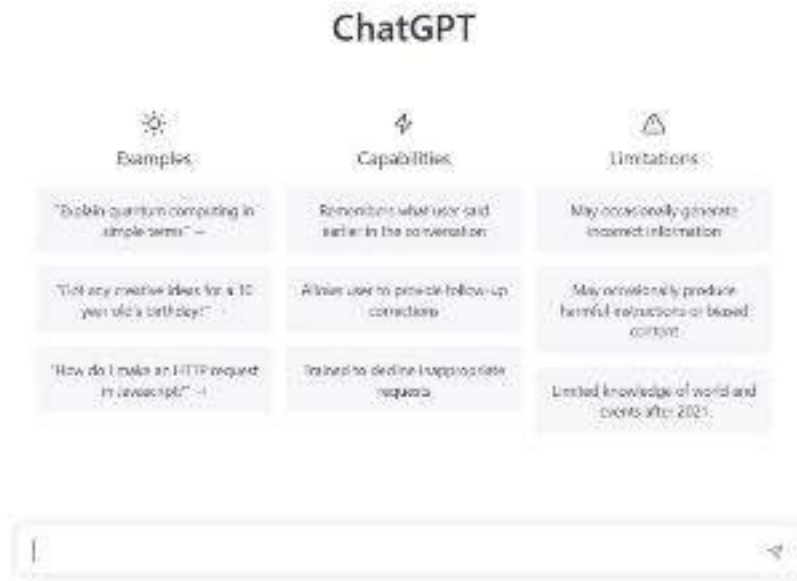 ChatGPT
Examples
"Explain quantum computing in
simple terms" →
"Got any creative ideas for a 10
year old's birthday?" →
"How do I make an HTTP request
in Javascript?" →
Capabilities
Remembers what user said
earlier in the conversation
Allows user to provide follow-up
corrections
Trained to decline inappropriate
requests
Limitations
May occasionally generate
incorrect information
May occasionally produce
harmful instructions or biased
content
Limited knowledge of world and
events after 2021